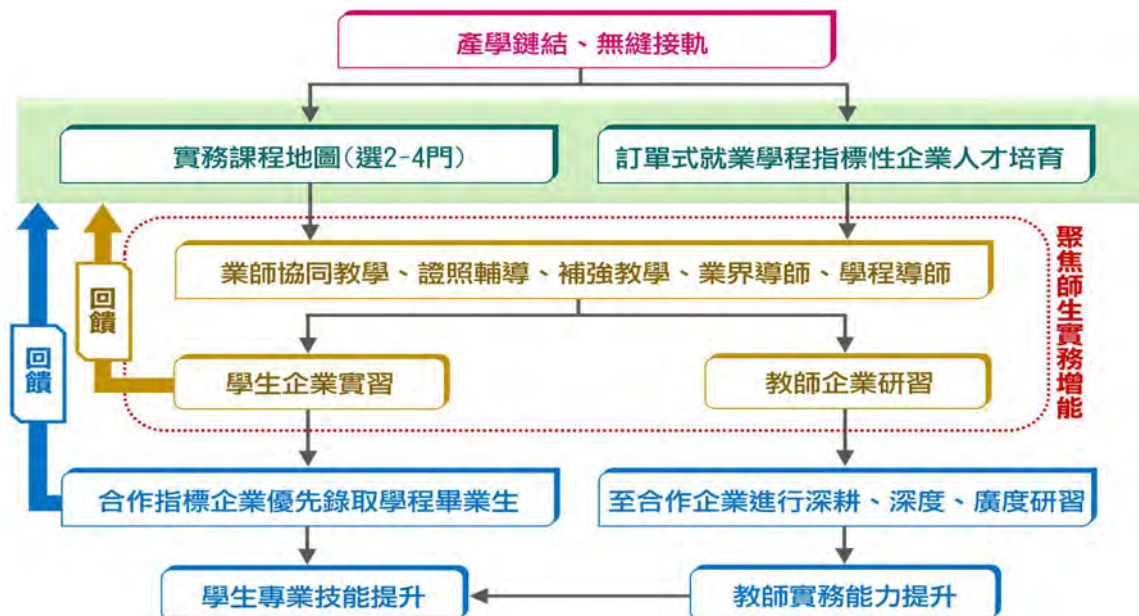 產學鏈結、無縫接軌
實務課程地圖(選2-4門)
訂單式就業學程指標性企業人才培育
業師協同教學、證照輔導、補強教學、業界導師、學程導師
聚焦師生實務增能
回饋
回饋
學生企業實習
教師企業研習
合作指標企業優先錄取學程畢業生
至合作企業進行深耕、深度、廣度研習
學生專業技能提升
教師實務能力提升